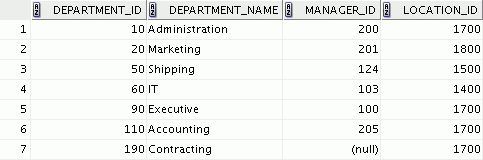 DEPARTMENT_ID DEPARTMENT_NAME MANAGER_ID LOCATION_ID
1 10 Administration 200 1700
2 20 Marketing 201 1800
3 50 Shipping 124 1500
4 60 IT 103 1400
5 90 Executive 100 1700
6 110 Accounting 205 1700
7 190 Contracting (null) 1700